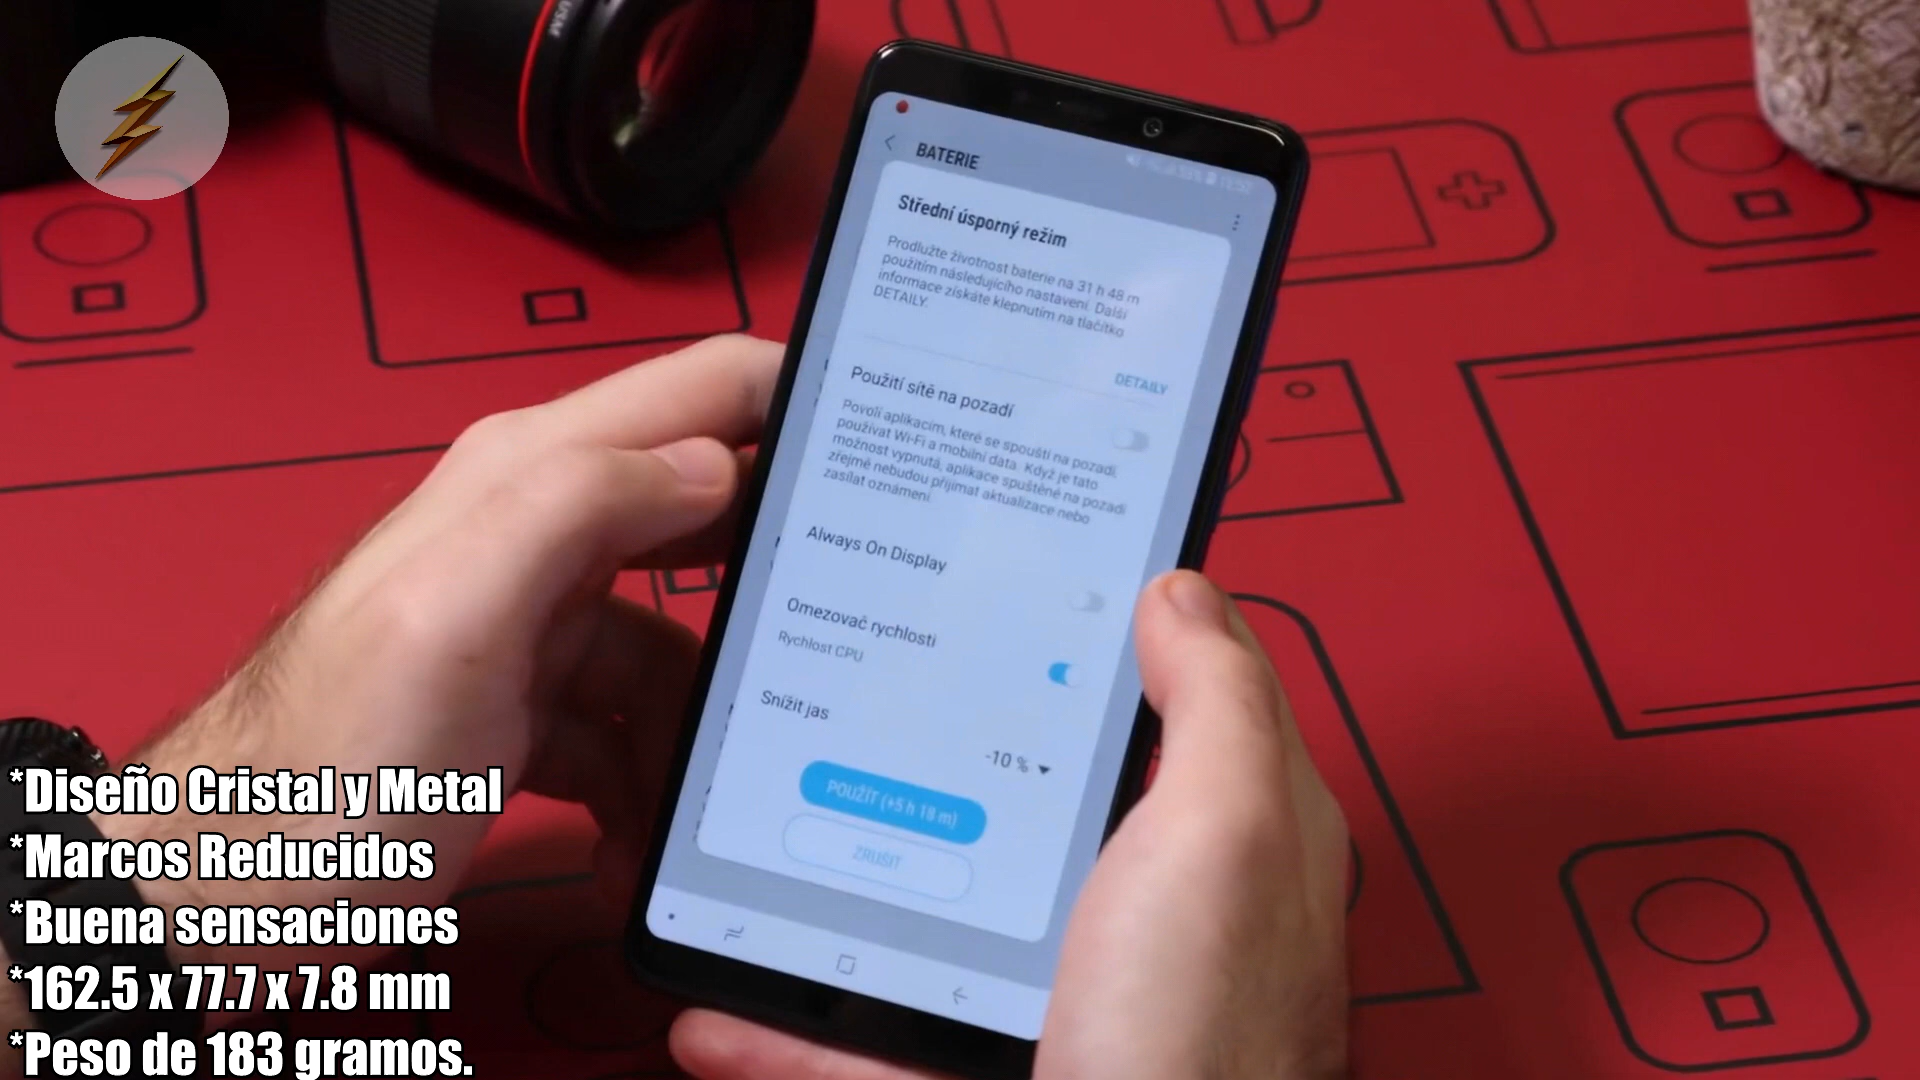 USM
BATERIE
Střední úsporný režim
Prodlužte životnost baterie na 31 h 48 m
použitím následujícího nastavení. Další
informace získáte klepnutím na tlačítko
DETAILY.
DETAILY
Použití sítě na pozadí
Povolí aplikacím, které se spouští na pozadí,
používat Wi-Fi a mobilní data. Když je tato
možnost vypnutá, aplikace spuštěné na pozadí
zřejmě nebudou přijímat aktualizace nebo
zasílat oznámení.
Always On Display
Omezovač rychlosti
Rychlost CPU
Snížit jas
-10 %
POUŽÍT (+5 h 18 m)
ZRUŠIT
*Diseño Cristal y Metal
*Marcos Reducidos
*Buena sensaciones
*162.5 x 77.7 x 7.8 mm
*Peso de 183 gramos.